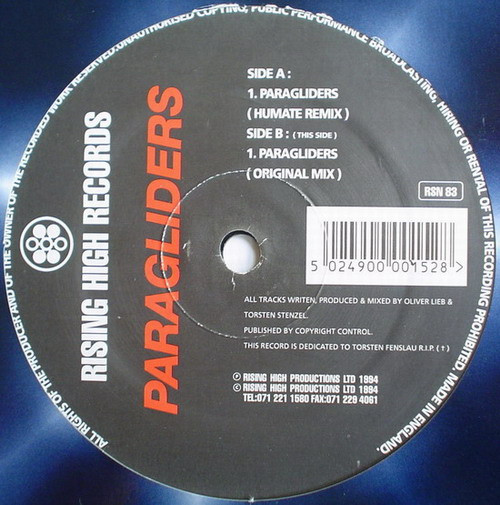 ALL RIGHTS OF THE PRODUCER AND OF THE OWNER OF THE RECORDED WORK RESERVED. UNAUTHORISED COPYING, PUBLIC PERFORMANCE BROADCASTING, HIRING OR RENTAL OF THIS RECORDING PROHIBITED. MADE IN ENGLAND.
RISING HIGH RECORDS
PARAGLIDERS
SIDE A :
1. PARAGLIDERS
( HUMATE REMIX )
SIDE B : ( THIS SIDE )
1. PARAGLIDERS
( ORIGINAL MIX )
RSN 83
5 024900 001528 >
ALL TRACKS WRITEN, PRODUCED & MIXED BY OLIVER LIEB &
TORSTEN STENZEL.
PUBLISHED BY COPYRIGHT CONTROL.
THIS RECORD IS DEDICATED TO TORSTEN FENSLAU R.I.P. ( † )
℗ RISING HIGH PRODUCTIONS LTD 1994
© RISING HIGH PRODUCTIONS LTD 1994
TEL:071 221 1580 FAX:071 229 4061